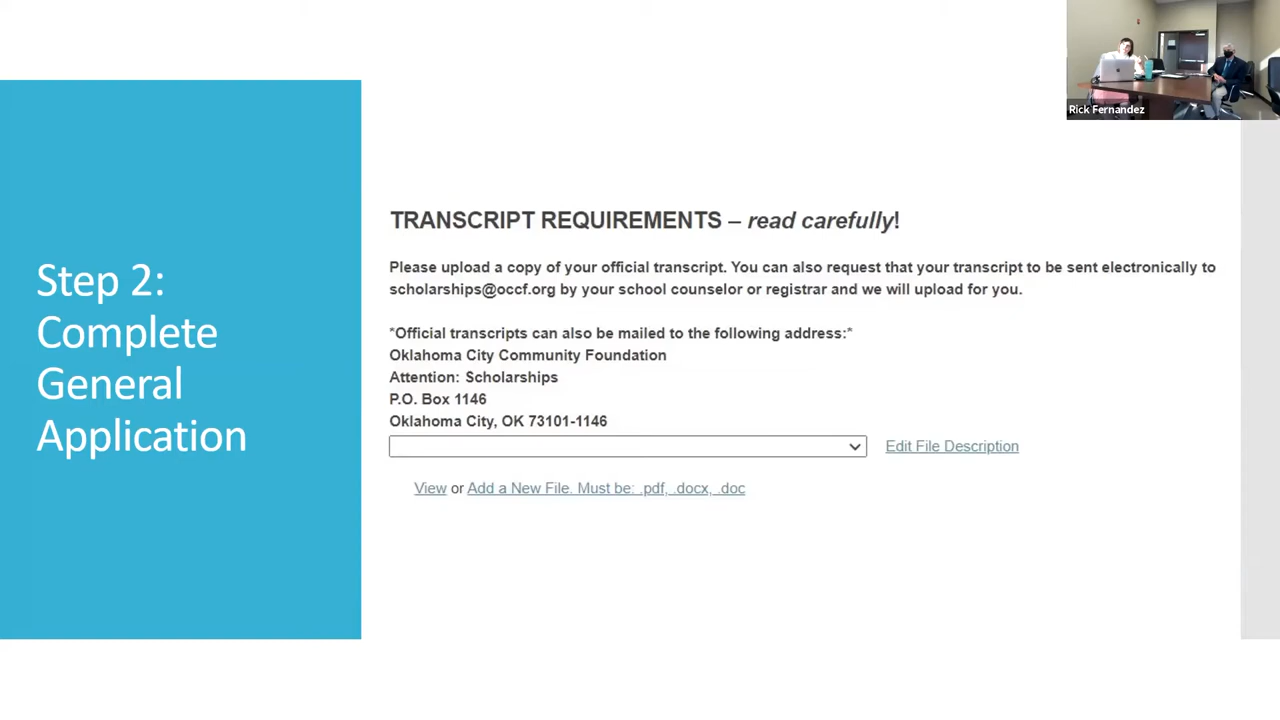 Rick Fernandez
Step 2:
Complete
General
Application
TRANSCRIPT REQUIREMENTS – read carefully!
Please upload a copy of your official transcript. You can also request that your transcript to be sent electronically to
scholarships@occf.org by your school counselor or registrar and we will upload for you.
*Official transcripts can also be mailed to the following address:*
Oklahoma City Community Foundation
Attention: Scholarships
P.O. Box 1146
Oklahoma City, OK 73101-1146
Edit File Description
View or Add a New File. Must be: .pdf, .docx, .doc